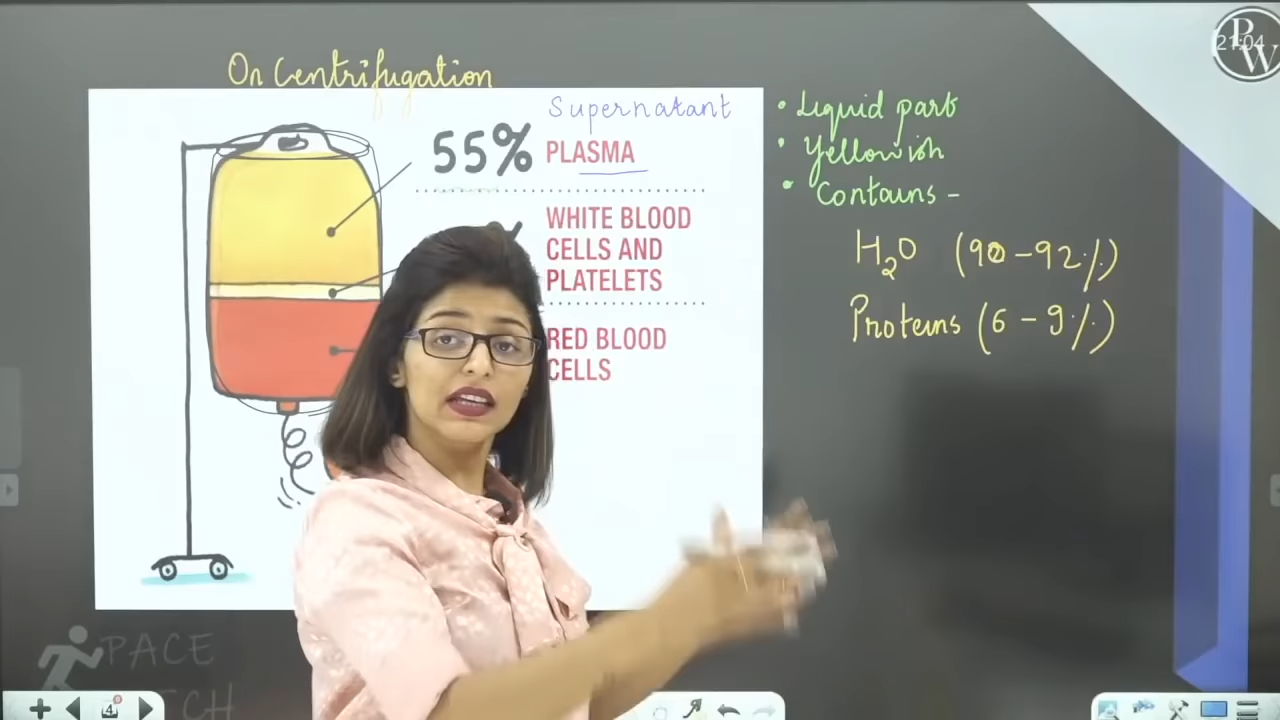 On Centrifugation
Supernatant
55% PLASMA
% WHITE BLOOD
CELLS AND
PLATELETS
RED BLOOD
CELLS
• Liquid part
• Yellowish
• Contains -
H2O (90-92%)
Proteins (6-9%)
PW
21:04
PACE
4